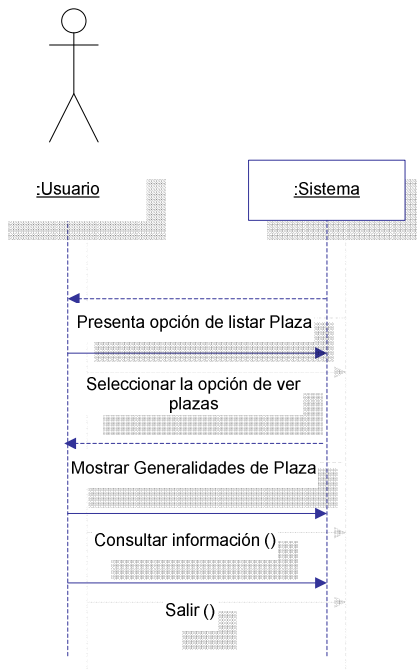 :Usuario
:Sistema
Presenta opción de listar Plaza
Seleccionar la opción de ver
plazas
Mostrar Generalidades de Plaza
Consultar información ()
Salir ()